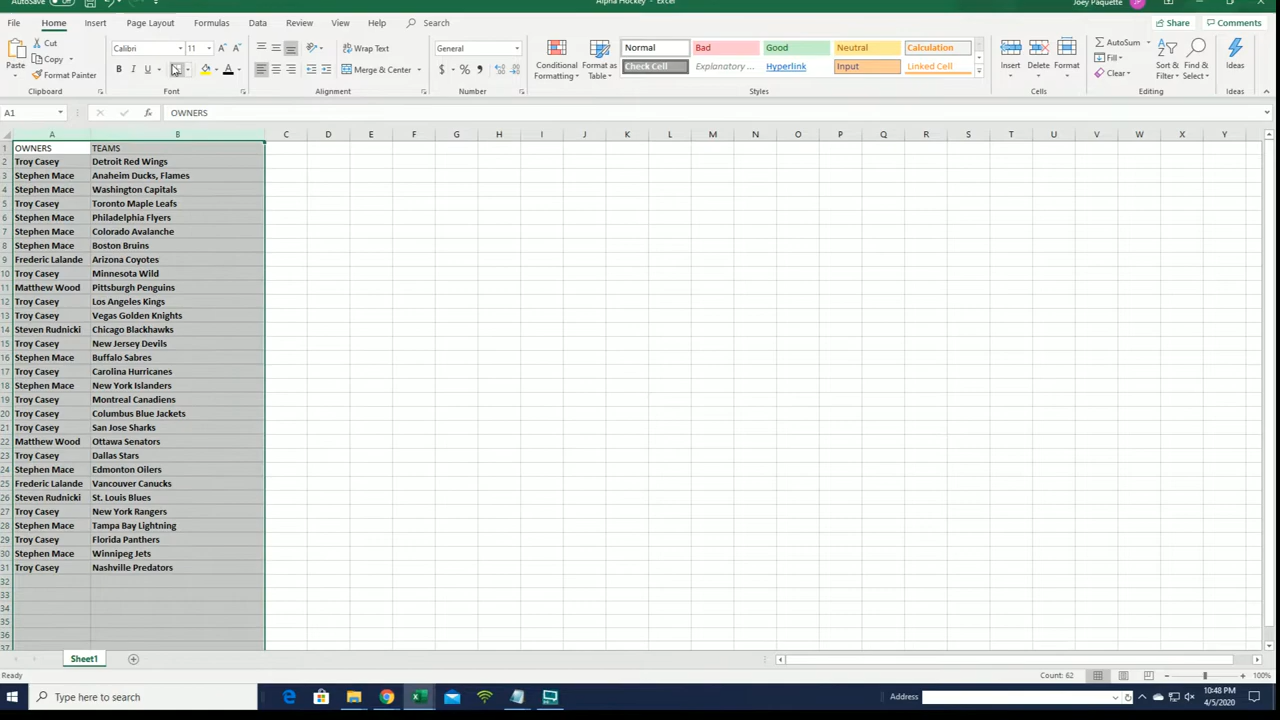 AutoSave Off Alpha Hockey - Excel Joey Paquette JP
File Home Insert Page Layout Formulas Data Review View Help Search Share Comments
Paste Cut Copy Format Painter Clipboard
Calibri 11 B I U Font
Wrap Text Merge & Center Alignment
General $ % , Number
Conditional Formatting Format as Table
Normal Bad Good Neutral Calculation
Check Cell Explanatory ... Hyperlink Input Linked Cell
Styles
Insert Delete Format Cells
AutoSum Fill Clear Sort & Filter Find & Select Editing
Ideas Ideas
A1 fx OWNERS
A B C D E F G H I J K L M N O P Q R S T U V W X Y
1 OWNERS TEAMS
2 Troy Casey Detroit Red Wings
3 Stephen Mace Anaheim Ducks, Flames
4 Stephen Mace Washington Capitals
5 Troy Casey Toronto Maple Leafs
6 Stephen Mace Philadelphia Flyers
7 Stephen Mace Colorado Avalanche
8 Stephen Mace Boston Bruins
9 Frederic Lalande Arizona Coyotes
10 Troy Casey Minnesota Wild
11 Matthew Wood Pittsburgh Penguins
12 Troy Casey Los Angeles Kings
13 Troy Casey Vegas Golden Knights
14 Steven Rudnicki Chicago Blackhawks
15 Troy Casey New Jersey Devils
16 Stephen Mace Buffalo Sabres
17 Troy Casey Carolina Hurricanes
18 Stephen Mace New York Islanders
19 Troy Casey Montreal Canadiens
20 Troy Casey Columbus Blue Jackets
21 Troy Casey San Jose Sharks
22 Matthew Wood Ottawa Senators
23 Troy Casey Dallas Stars
24 Stephen Mace Edmonton Oilers
25 Frederic Lalande Vancouver Canucks
26 Steven Rudnicki St. Louis Blues
27 Troy Casey New York Rangers
28 Stephen Mace Tampa Bay Lightning
29 Troy Casey Florida Panthers
30 Stephen Mace Winnipeg Jets
31 Troy Casey Nashville Predators
32
33
34
35
36
37
Sheet1
Ready Count: 62 100%
Type here to search Address 10:48 PM
4/5/2020